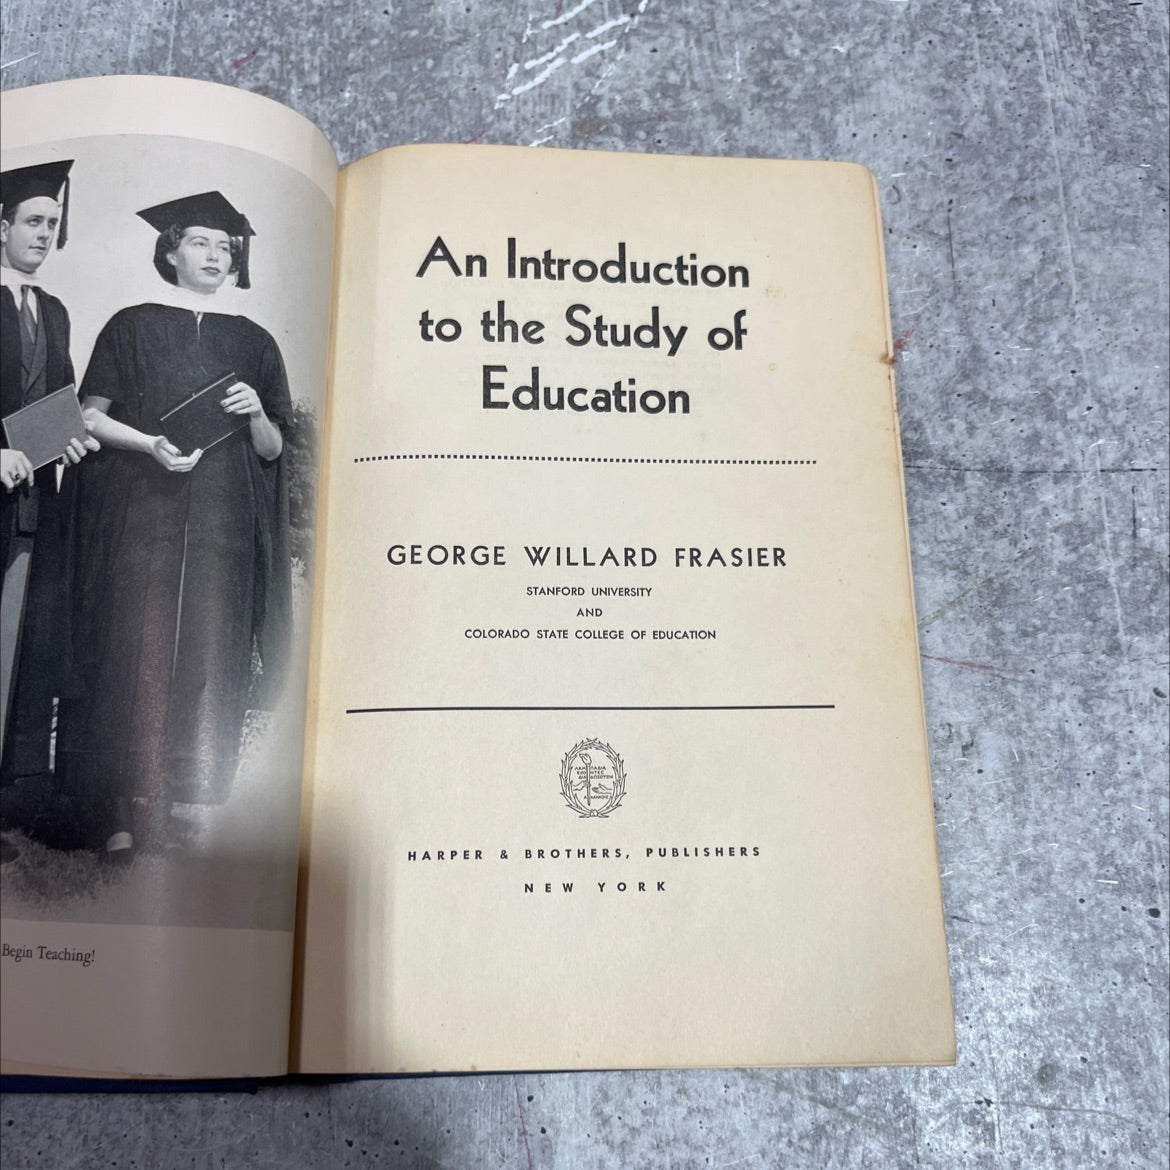 Begin Teaching!
An Introduction
to the Study of
Education
GEORGE WILLARD FRASIER
STANFORD UNIVERSITY
AND
COLORADO STATE COLLEGE OF EDUCATION
HARPER & BROTHERS, PUBLISHERS
NEW YORK